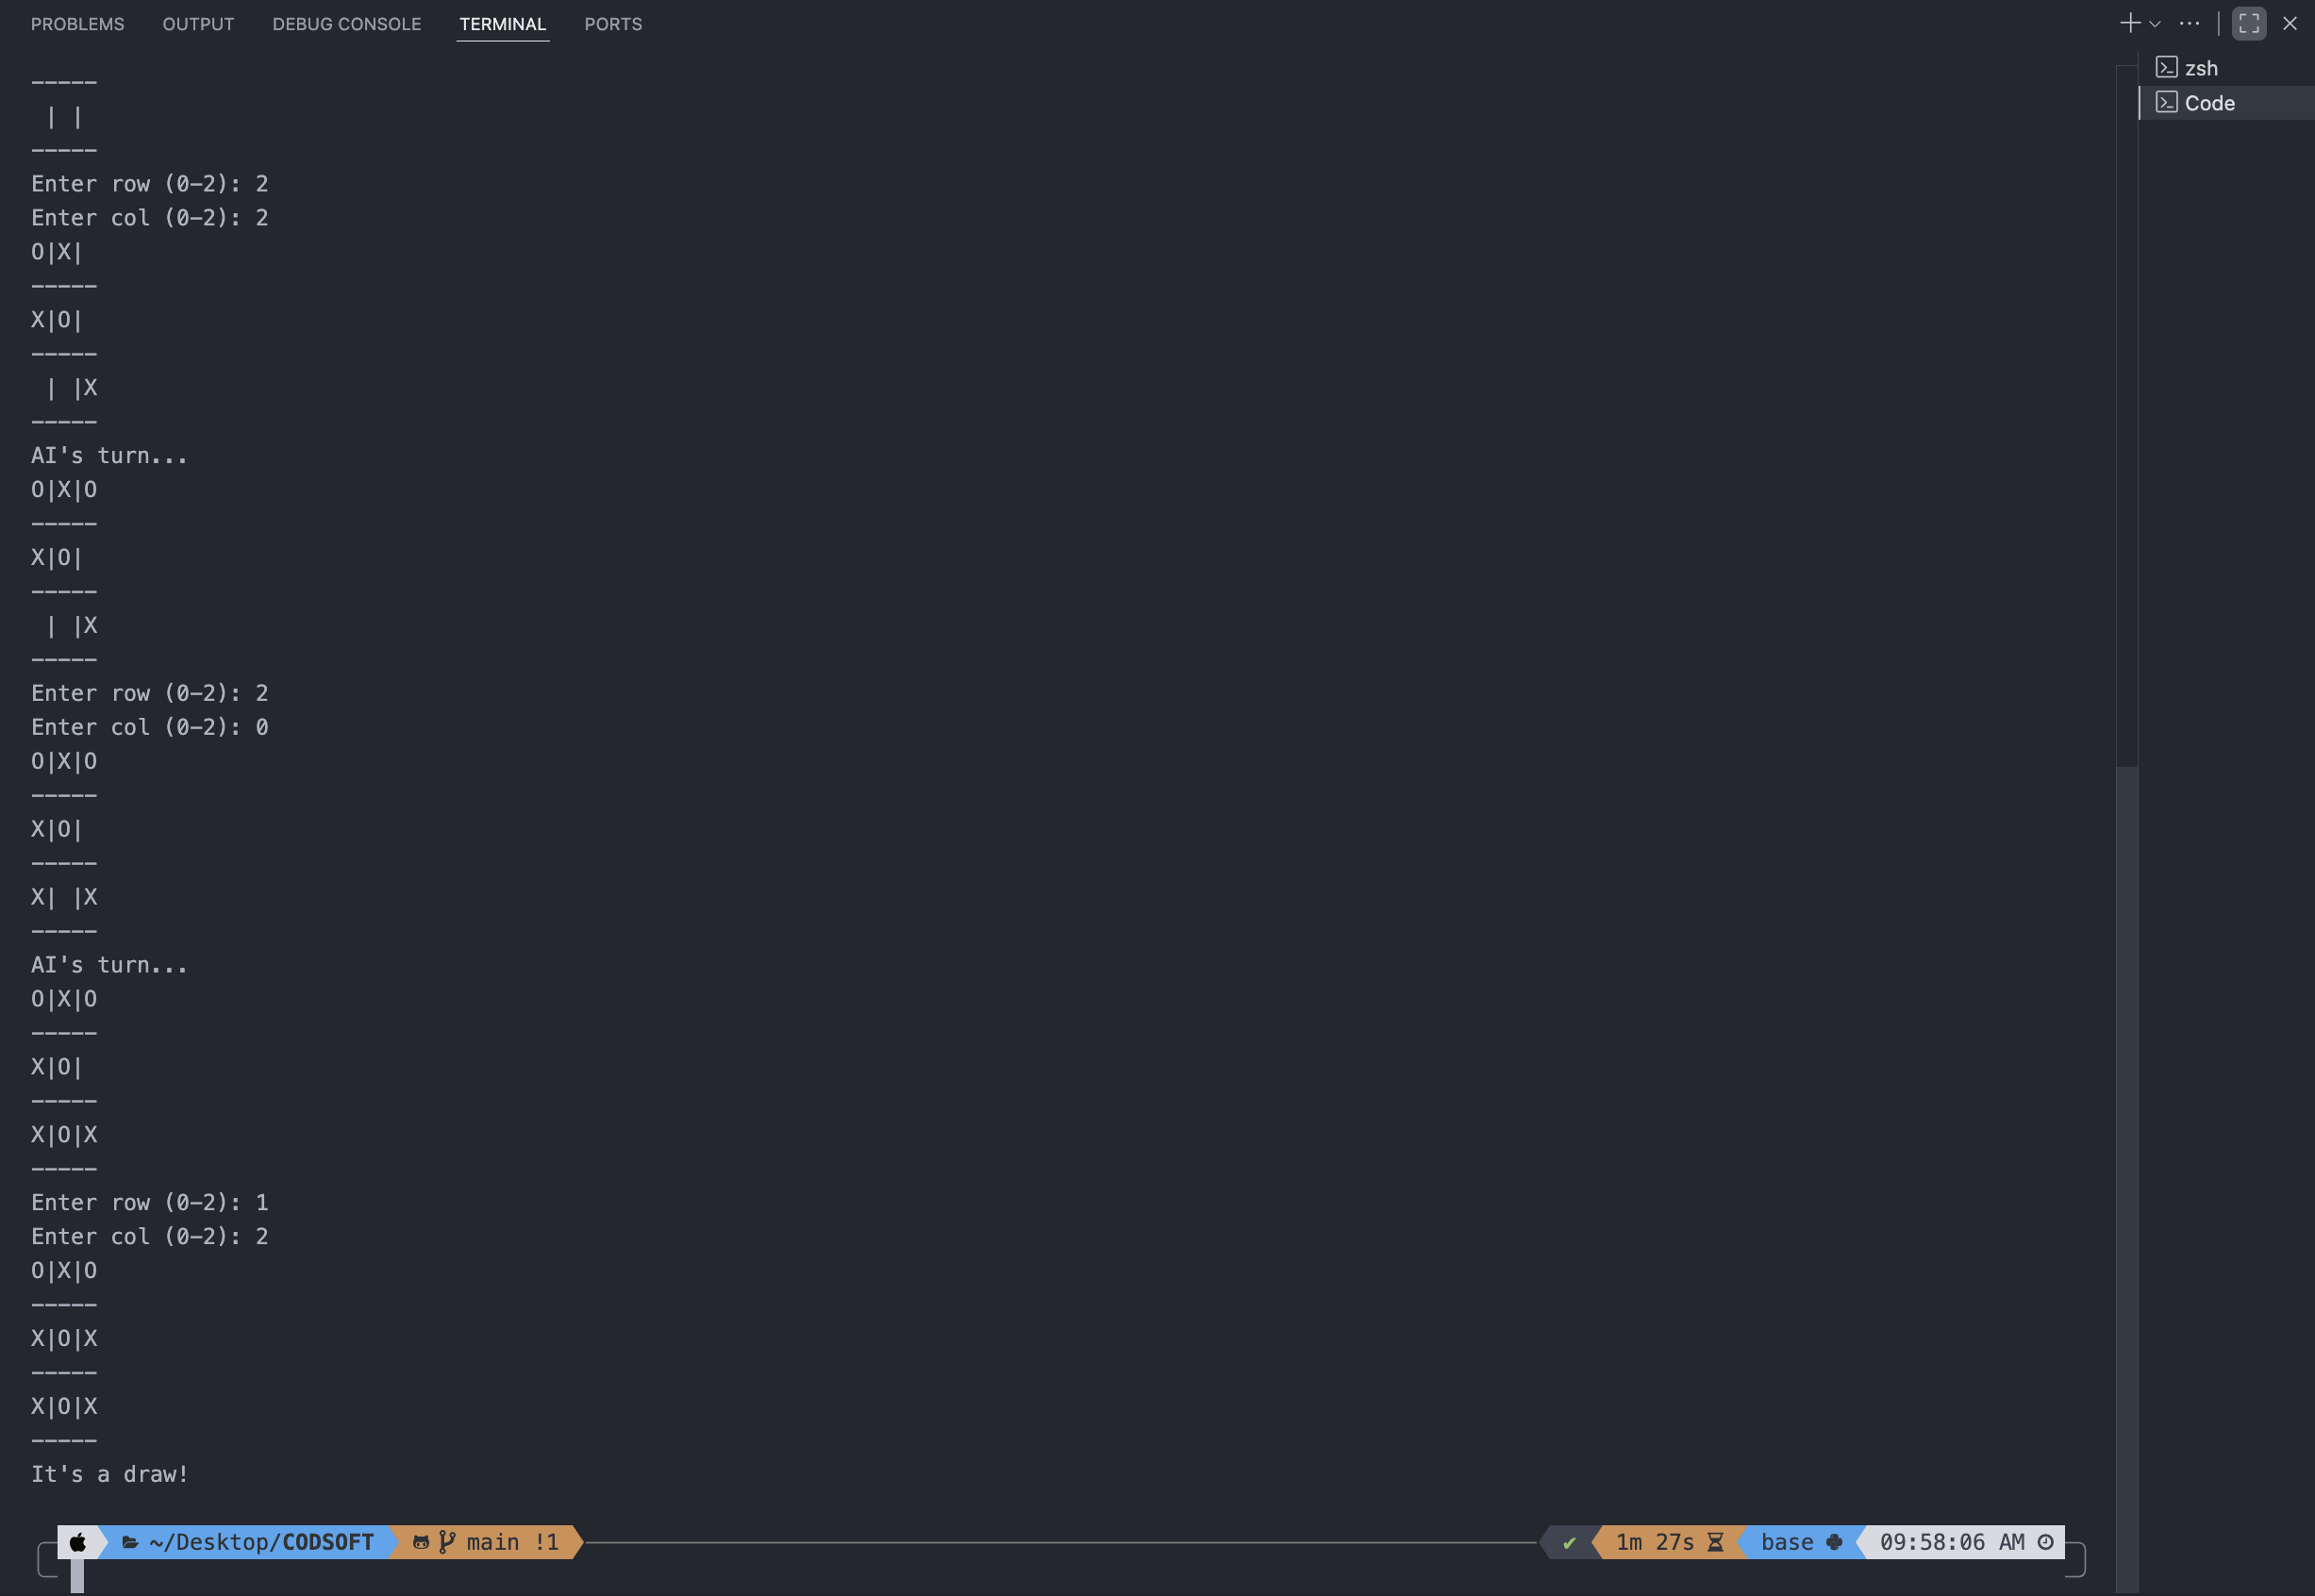 PROBLEMS OUTPUT DEBUG CONSOLE TERMINAL PORTS
zsh
Code
-----
 | |
-----
Enter row (0-2): 2
Enter col (0-2): 2
O|X|
-----
X|O|
-----
 | |X
-----
AI's turn...
O|X|O
-----
X|O|
-----
 | |X
-----
Enter row (0-2): 2
Enter col (0-2): 0
O|X|O
-----
X|O|
-----
X| |X
-----
AI's turn...
O|X|O
-----
X|O|
-----
X|O|X
-----
Enter row (0-2): 1
Enter col (0-2): 2
O|X|O
-----
X|O|X
-----
X|O|X
-----
It's a draw!
~/Desktop/CODSOFT main !1 ✔ 1m 27s base 09:58:06 AM